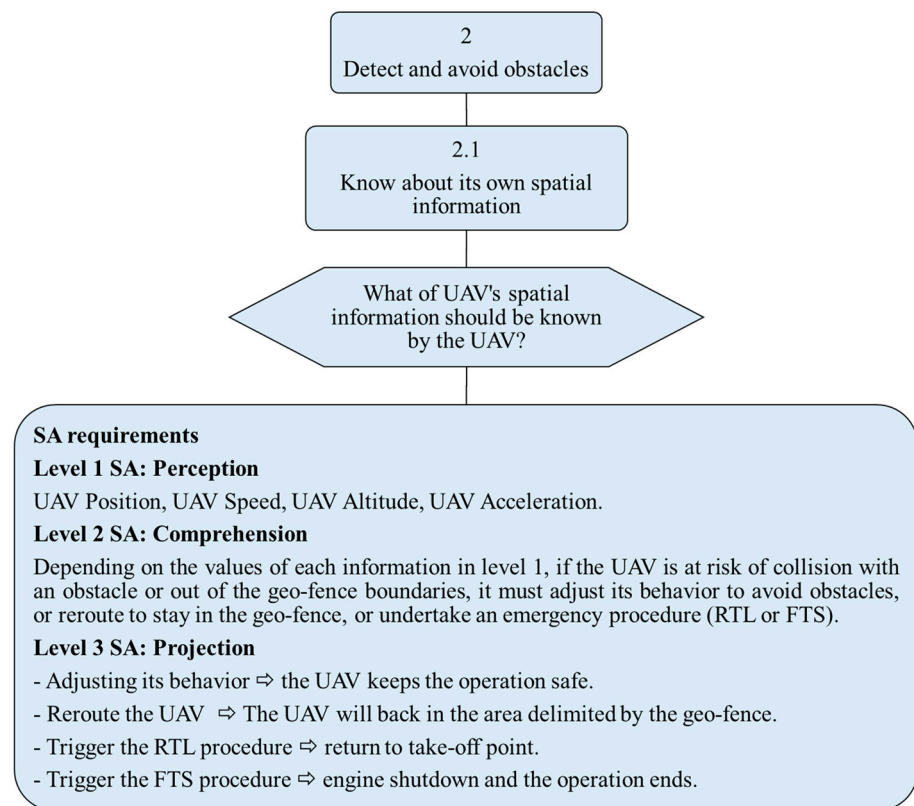 2
Detect and avoid obstacles
2.1
Know about its own spatial
information
What of UAV's spatial
information should be known
by the UAV?
SA requirements
Level 1 SA: Perception
UAV Position, UAV Speed, UAV Altitude, UAV Acceleration.
Level 2 SA: Comprehension
Depending on the values of each information in level 1, if the UAV is at risk of collision with
an obstacle or out of the geo-fence boundaries, it must adjust its behavior to avoid obstacles,
or reroute to stay in the geo-fence, or undertake an emergency procedure (RTL or FTS).
Level 3 SA: Projection
- Adjusting its behavior ⇨ the UAV keeps the operation safe.
- Reroute the UAV ⇨ The UAV will back in the area delimited by the geo-fence.
- Trigger the RTL procedure ⇨ return to take-off point.
- Trigger the FTS procedure ⇨ engine shutdown and the operation ends.